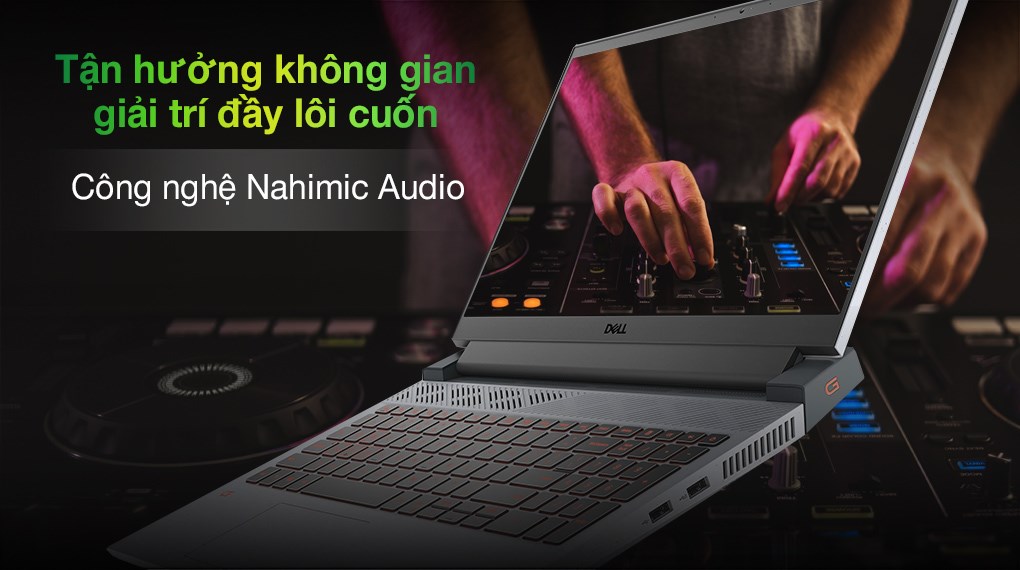 Tận hưởng không gian
giải trí đầy lôi cuốn
Công nghệ Nahimic Audio
DELL
G